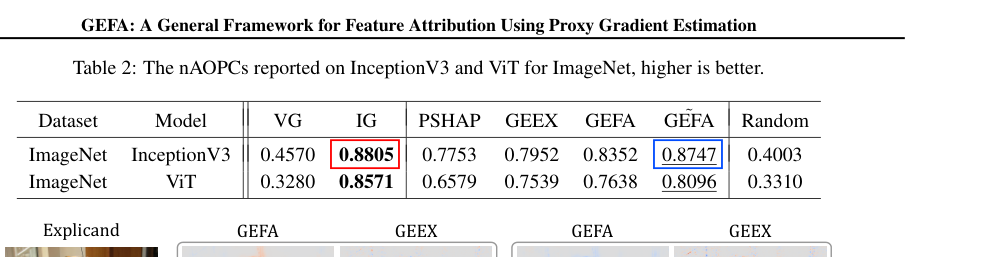 GEFA: A General Framework for Feature Attribution Using Proxy Gradient Estimation
Table 2: The nAOPCs reported on InceptionV3 and ViT for ImageNet, higher is better.
Dataset Model VG IG PSHAP GEEX GEFA GEF̃A Random
ImageNet InceptionV3 0.4570 0.8805 0.7753 0.7952 0.8352 0.8747 0.4003
ImageNet ViT 0.3280 0.8571 0.6579 0.7539 0.7638 0.8096 0.3310
Explicand GEFA GEEX GEFA GEEX